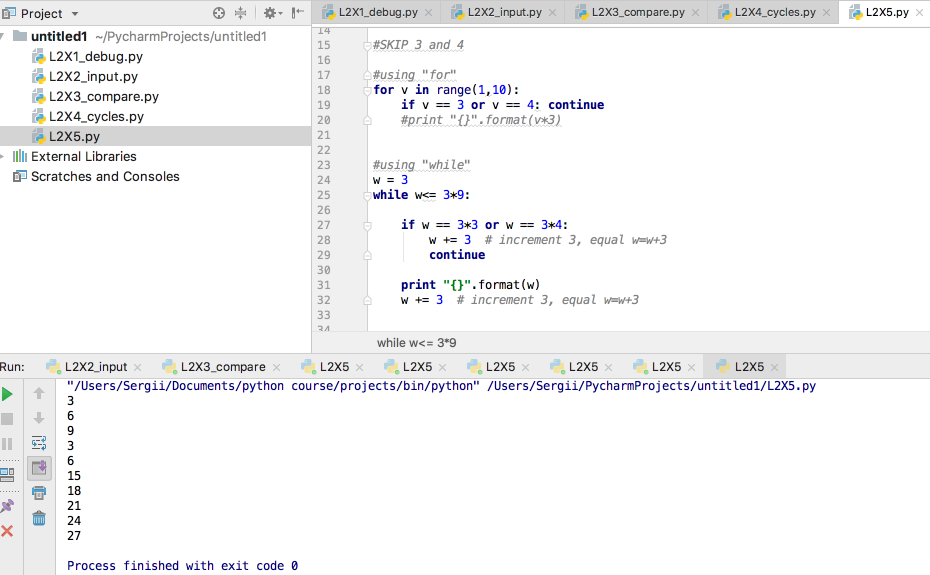 Project
L2X1_debug.py L2X2_input.py L2X3_compare.py L2X4_cycles.py L2X5.py
untitled1 ~/PycharmProjects/untitled1
L2X1_debug.py
L2X2_input.py
L2X3_compare.py
L2X4_cycles.py
L2X5.py
External Libraries
Scratches and Consoles
14
15 #SKIP 3 and 4
16
17 #using "for"
18 for v in range(1,10):
19 if v == 3 or v == 4: continue
20 #print "{}".format(v*3)
21
22
23 #using "while"
24 w = 3
25 while w<= 3*9:
26
27 if w == 3*3 or w == 3*4:
28 w += 3 # increment 3, equal w=w+3
29 continue
30
31 print "{}".format(w)
32 w += 3 # increment 3, equal w=w+3
33
34
while w<= 3*9
Run: L2X2_input L2X3_compare L2X5 L2X5 L2X5 L2X5 L2X5 L2X5
"/Users/Sergii/Documents/python course/projects/bin/python" /Users/Sergii/PycharmProjects/untitled1/L2X5.py
3
6
9
3
6
15
18
21
24
27
Process finished with exit code 0